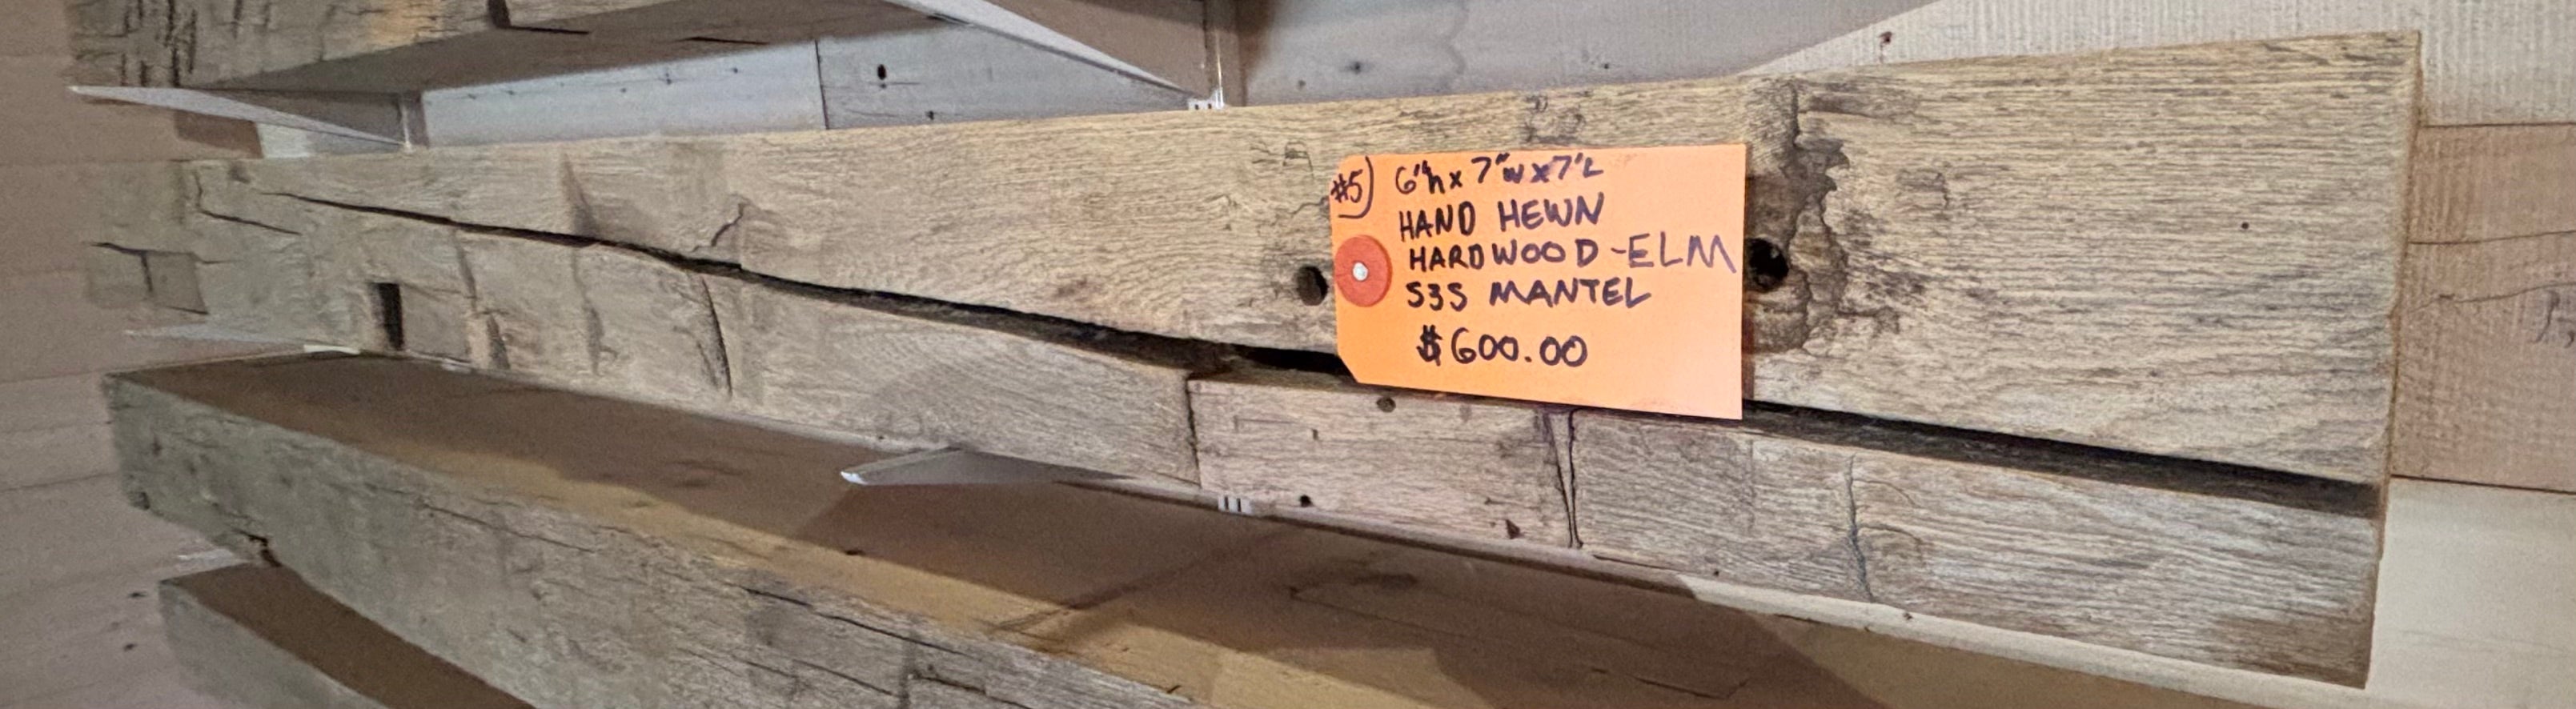 #5) 6"h x 7"w x 7'L
HAND HEWN
HARDWOOD-ELM
S3S MANTEL
$600.00